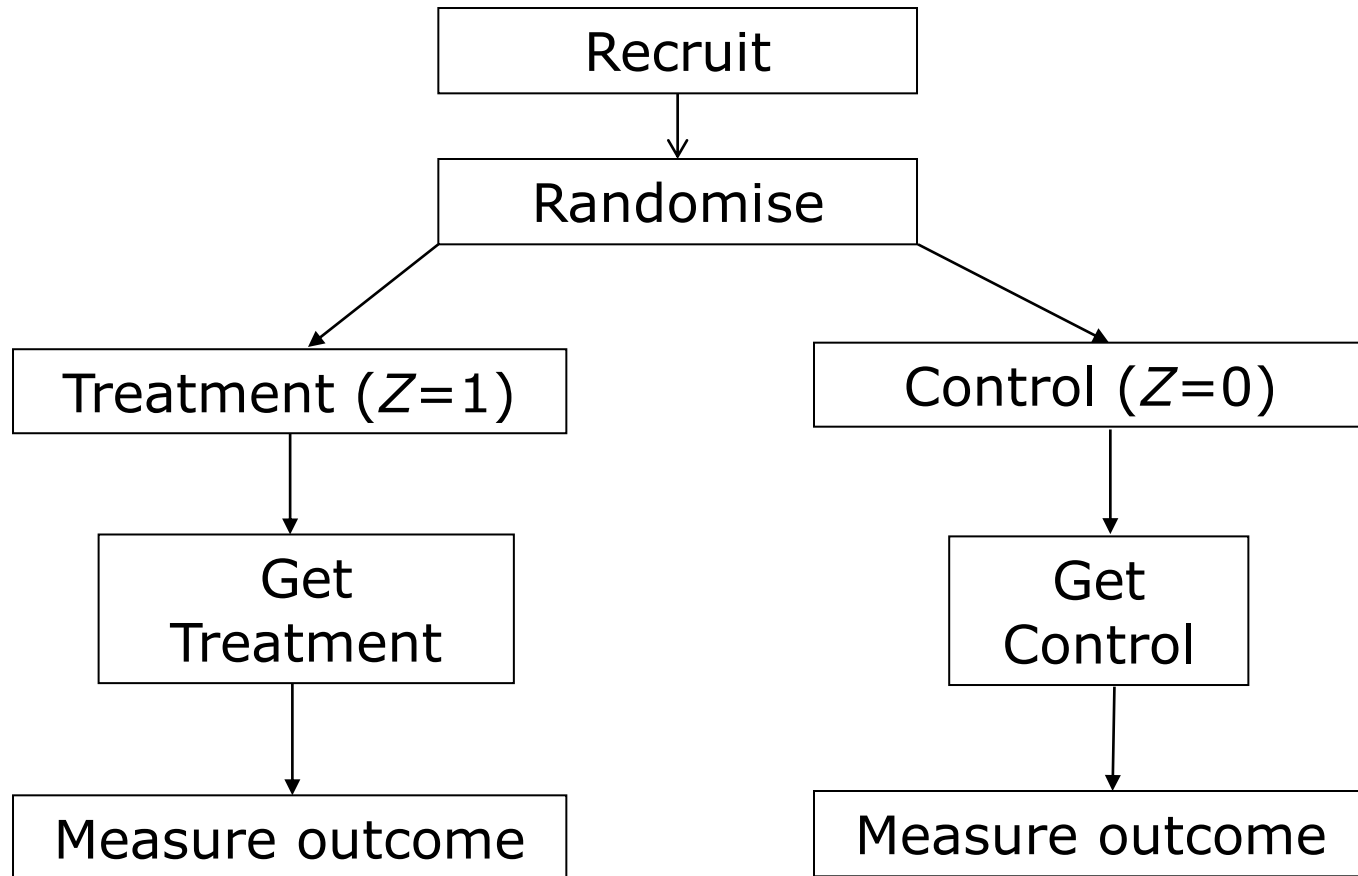 Recruit
Randomise
Treatment (Z=1)
Control (Z=0)
Get
Treatment
Get
Control
Measure outcome
Measure outcome